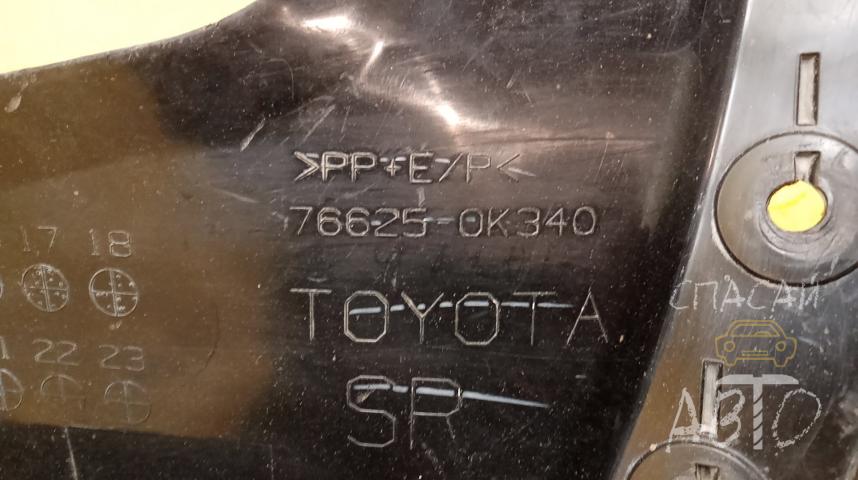 >PP+E/P<
76625-0K340
17 18
TOYOTA
22 23
SR
СПАСАЙ
АВТО